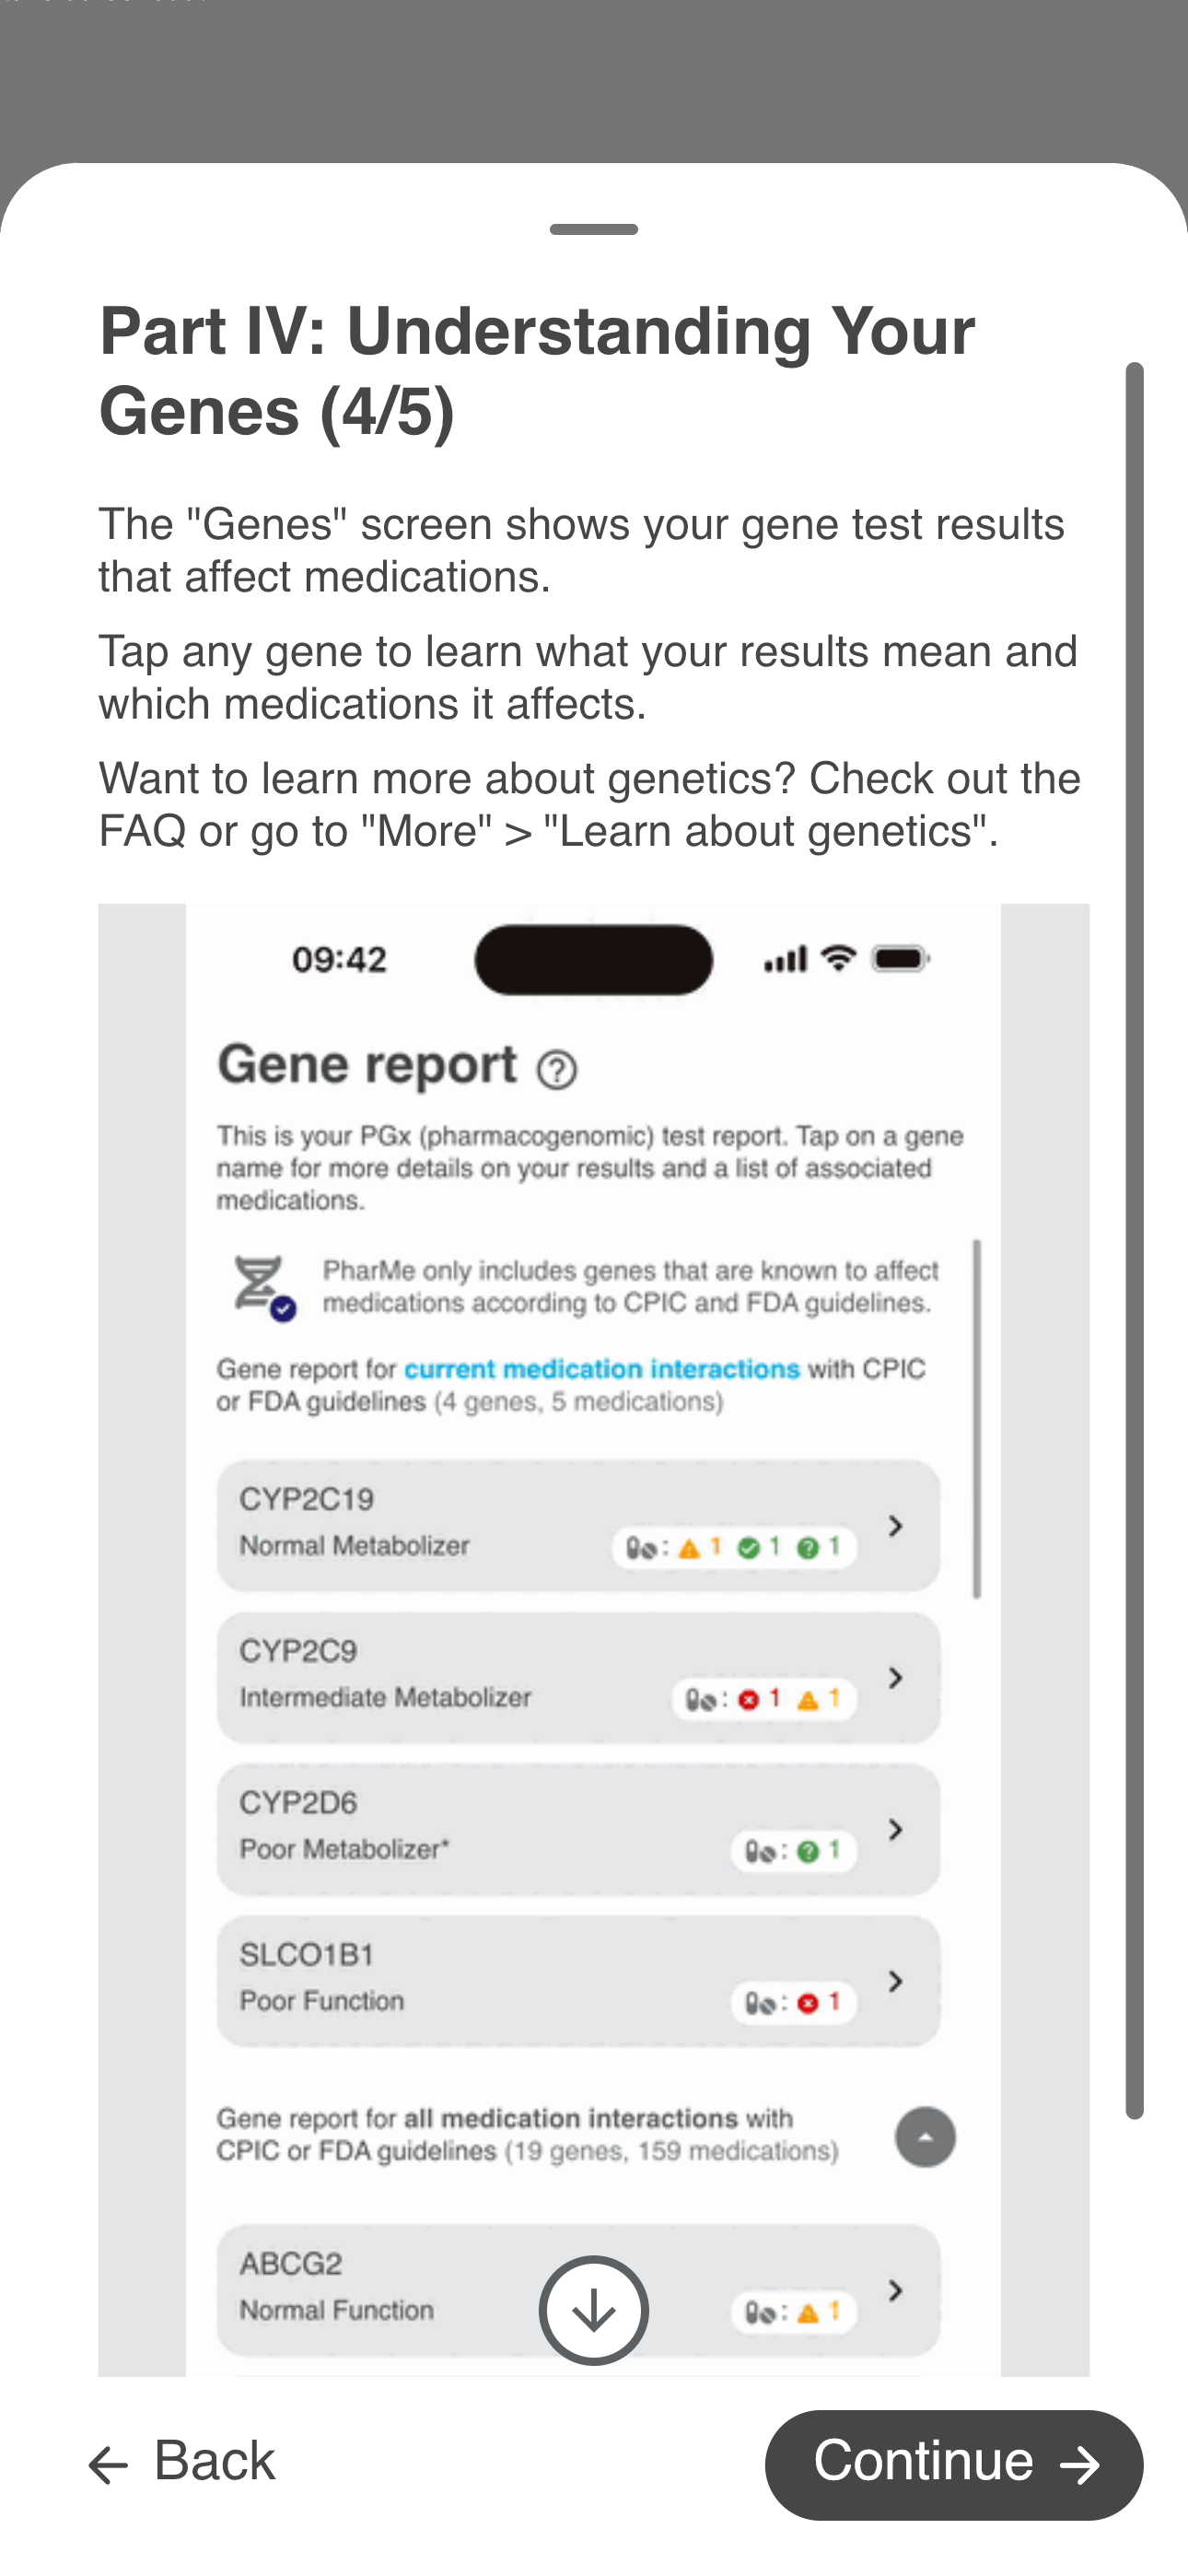 Part IV: Understanding Your
Genes (4/5)
The "Genes" screen shows your gene test results
that affect medications.
Tap any gene to learn what your results mean and
which medications it affects.
Want to learn more about genetics? Check out the
FAQ or go to "More" > "Learn about genetics".
09:42
Gene report
This is your PGx (pharmacogenomic) test report. Tap on a gene
name for more details on your results and a list of associated
medications.
PharMe only includes genes that are known to affect
medications according to CPIC and FDA guidelines.
Gene report for current medication interactions with CPIC
or FDA guidelines (4 genes, 5 medications)
CYP2C19
Normal Metabolizer : 1 1 1
CYP2C9
Intermediate Metabolizer : 1 1
CYP2D6
Poor Metabolizer* : 1
SLCO1B1
Poor Function : 1
Gene report for all medication interactions with
CPIC or FDA guidelines (19 genes, 159 medications)
ABCG2
Normal Function : 1
Back Continue